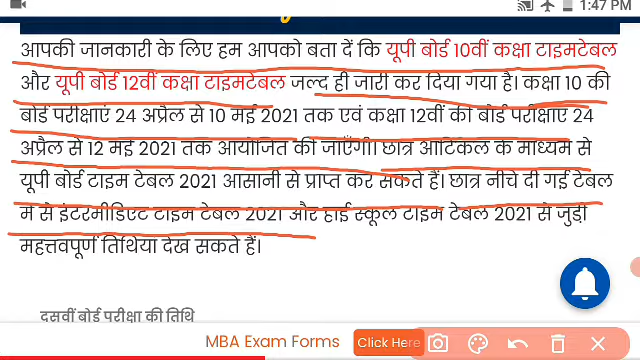 1:47 PM
आपकी जानकारी के लिए हम आपको बता दें कि यूपी बोर्ड 10वीं कक्षा टाइमटेबल
और यूपी बोर्ड 12वीं कक्षा टाइमटेबल जल्द ही जारी कर दिया गया है। कक्षा 10 की
बोर्ड परीक्षाएं 24 अप्रैल से 10 मई 2021 तक एवं कक्षा 12वीं की बोर्ड परीक्षाएं 24
अप्रैल से 12 मई 2021 तक आयोजित की जाएँगी। छात्र आर्टिकल के माध्यम से
यूपी बोर्ड टाइम टेबल 2021 आसानी से प्राप्त कर सकते हैं। छात्र नीचे दी गई टेबल
में से इंटरमीडिएट टाइम टेबल 2021 और हाई स्कूल टाइम टेबल 2021 से जुड़ी
महत्तवपूर्ण तिथियां देख सकते हैं।
दसवीं बोर्ड परीक्षा की तिथि
MBA Exam Forms Click Here